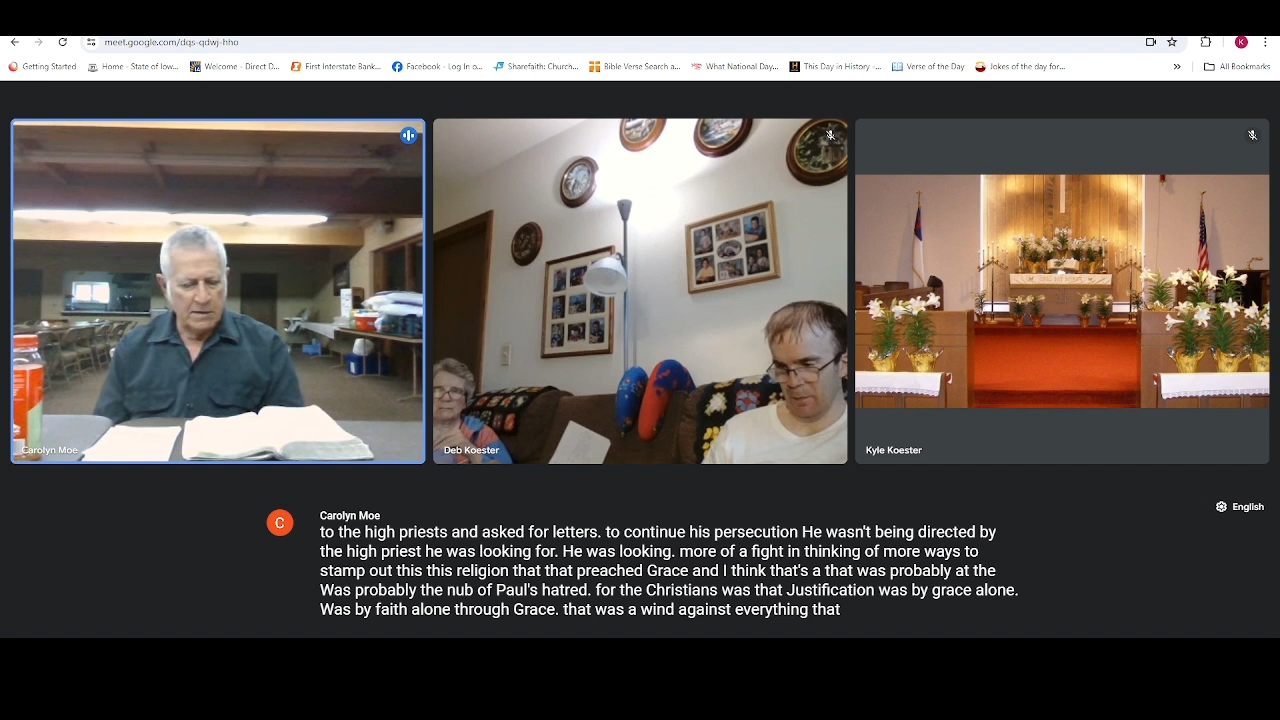 meet.google.com/dqs-qdwj-hho
Getting Started
Home - State of Iow...
Welcome - Direct D...
First Interstate Bank...
Facebook - Log In o...
Sharefaith: Church...
Bible Verse Search a...
What National Day...
This Day in History -...
Verse of the Day
Jokes of the day for...
All Bookmarks
K
Carolyn Moe
Deb Koester
Kyle Koester
English
C
Carolyn Moe
to the high priests and asked for letters. to continue his persecution He wasn't being directed by
the high priest he was looking for. He was looking. more of a fight in thinking of more ways to
stamp out this this religion that that preached Grace and I think that's a that was probably at the
Was probably the nub of Paul's hatred. for the Christians was that Justification was by grace alone.
Was by faith alone through Grace. that was a wind against everything that